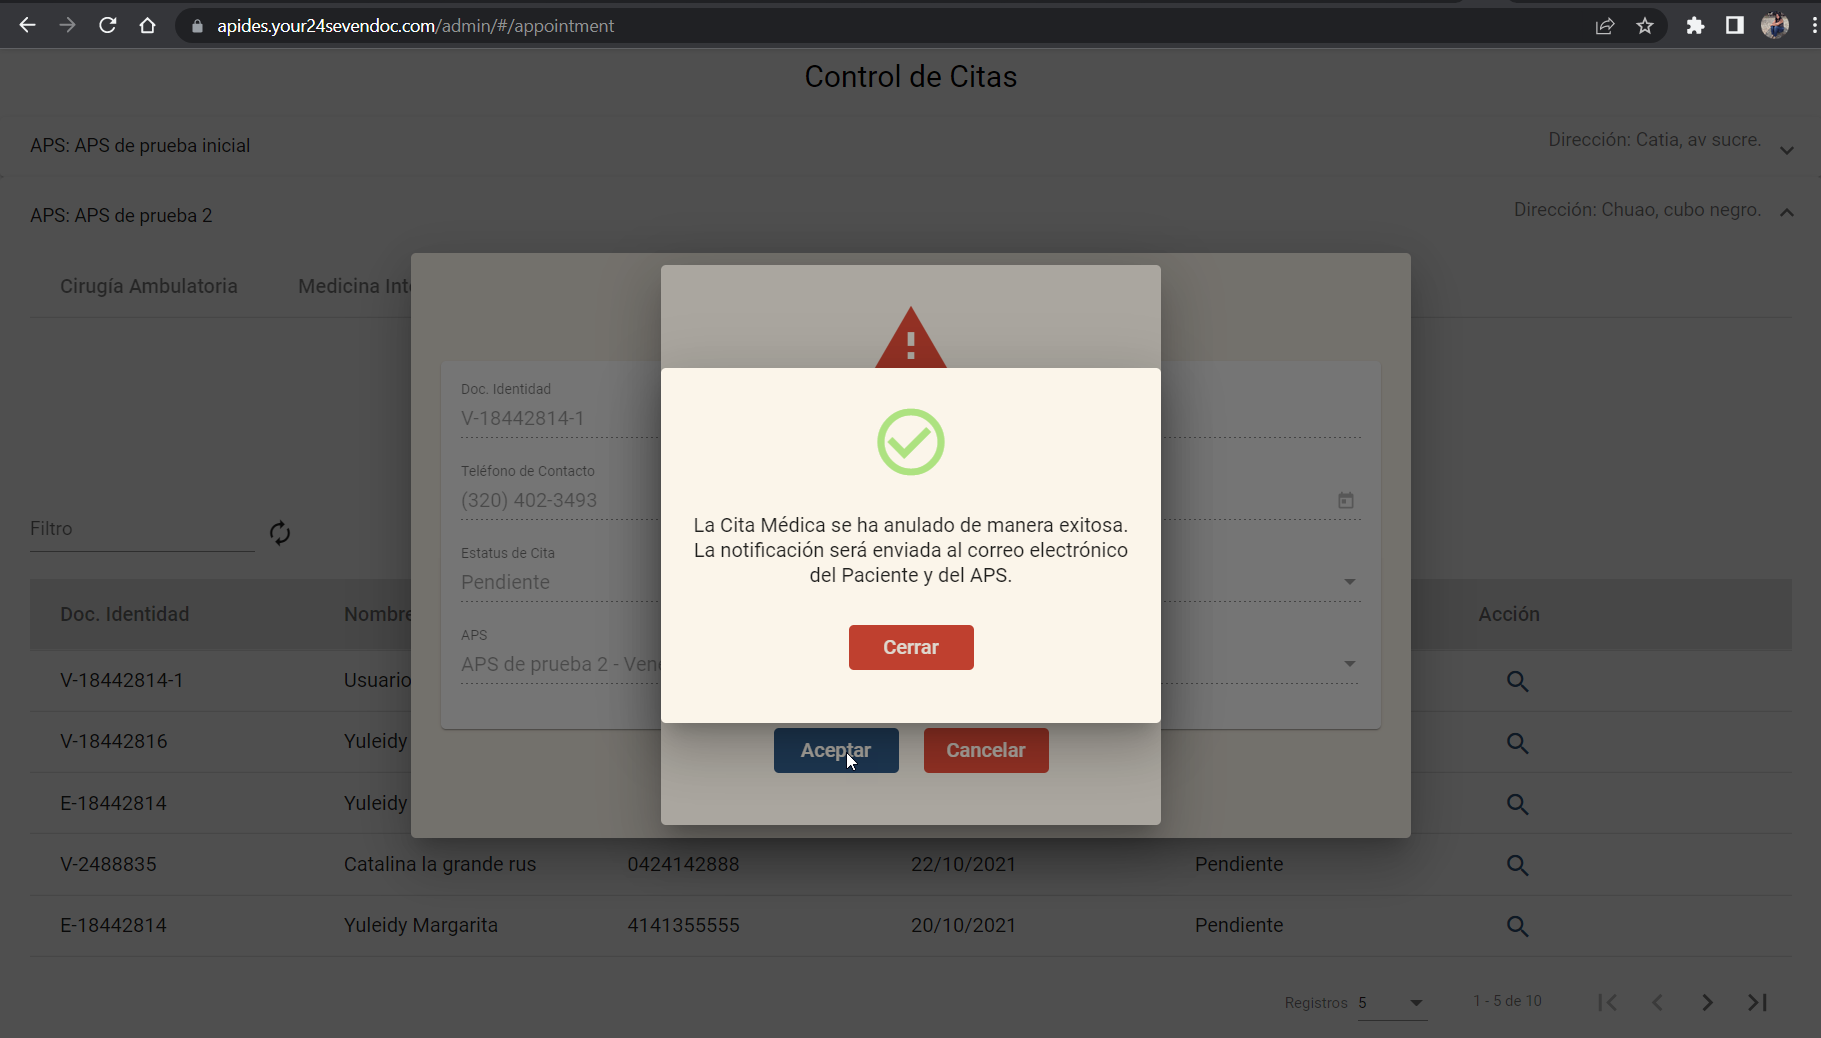 apides.your24sevendoc.com/admin/#/appointment
Control de Citas
APS: APS de prueba inicial
Dirección: Catia, av sucre.
APS: APS de prueba 2
Dirección: Chuao, cubo negro.
Cirugía Ambulatoria
Medicina
Doc. Identidad
V-18442814-1
Teléfono de Contacto
(320) 402-3493
Estatus de Cita
Pendiente
APS
APS de prueba 2 -
La Cita Médica se ha anulado de manera exitosa.
La notificación será enviada al correo electrónico
del Paciente y del APS.
Cerrar
Aceptar
Cancelar
Filtro
Doc. Identidad Nombre Acción
V-18442814-1 Usuario
V-18442816 Yuleidy
E-18442814 Yuleidy
V-2488835 Catalina la grande rus 0424142888 22/10/2021 Pendiente
E-18442814 Yuleidy Margarita 4141355555 20/10/2021 Pendiente
Registros 5 1 - 5 de 10